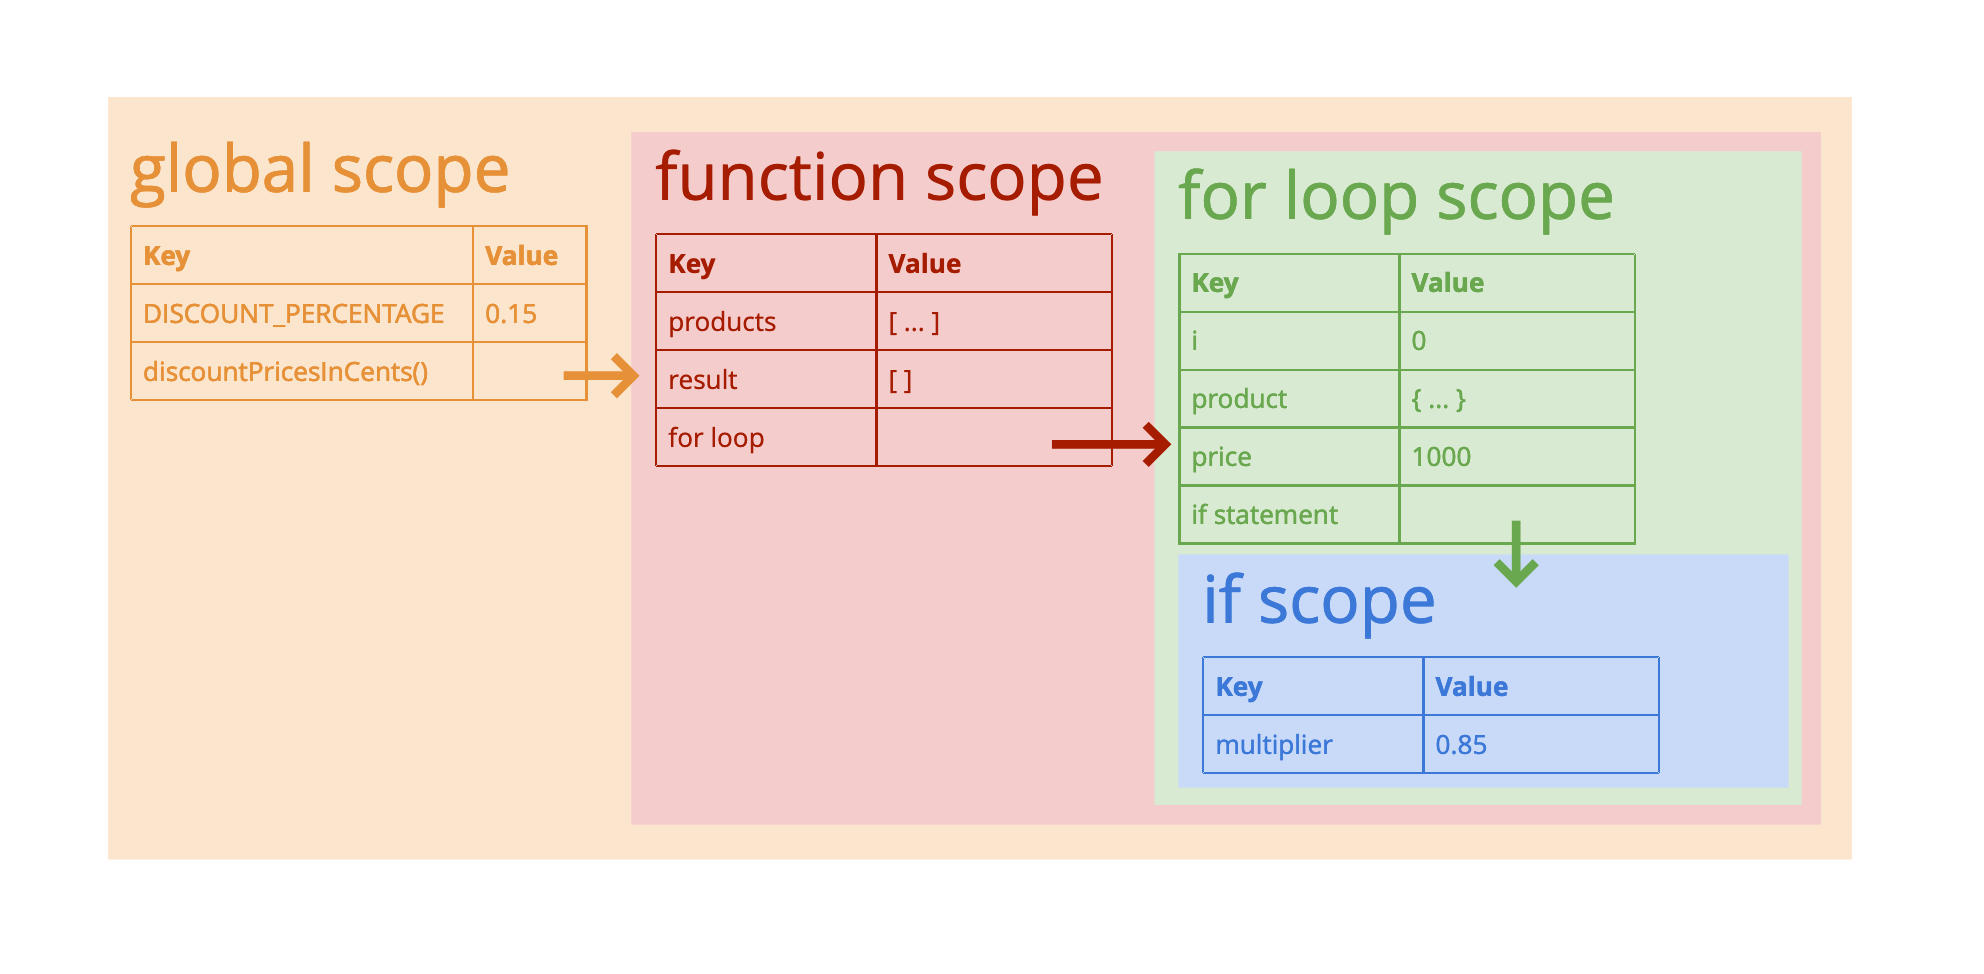 global scope
Key Value
DISCOUNT_PERCENTAGE 0.15
discountPricesInCents()
function scope
Key Value
products [ ... ]
result [ ]
for loop
for loop scope
Key Value
i 0
product { ... }
price 1000
if statement
if scope
Key Value
multiplier 0.85